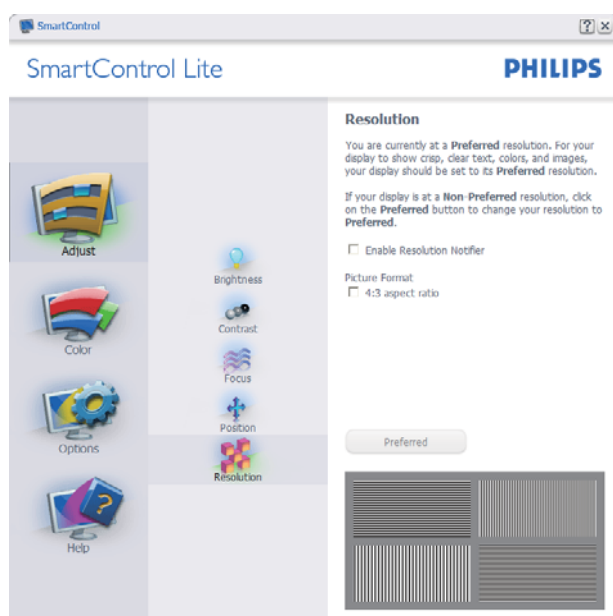 SmartControl
?
SmartControl Lite
PHILIPS
Adjust
Color
Options
?
Help
Brightness
Contrast
Focus
Position
Resolution
Resolution
You are currently at a Preferred resolution. For your
display to show crisp, clear text, colors, and images,
your display should be set to its Preferred resolution.
If your display is at a Non-Preferred resolution, click
on the Preferred button to change your resolution to
Preferred.
Enable Resolution Notifier
Picture Format
4:3 aspect ratio
Preferred